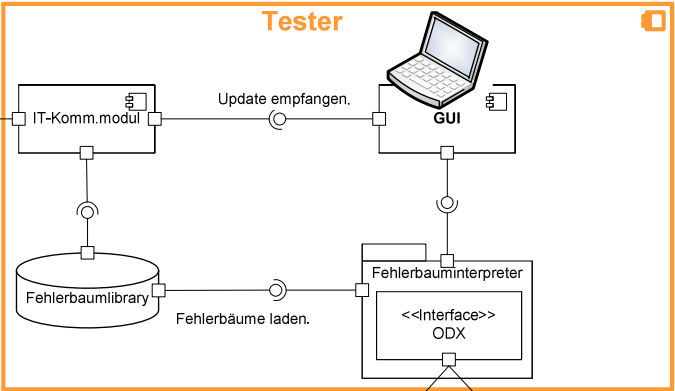 Tester
Update empfangen.
IT-Komm.modul
GUI
Fehlerbauminterpreter
Fehlerbaumlibrary
<<Interface>>
ODX
Fehlerbäume laden.